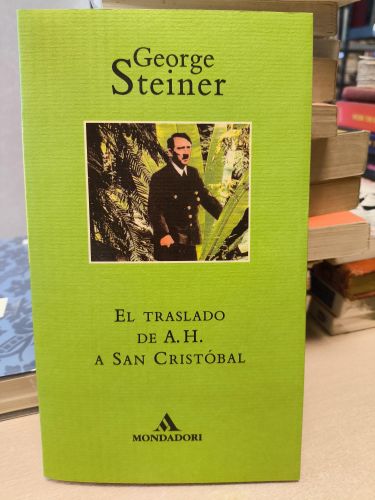 George
Steiner
EL TRASLADO
DE A.H.
A SAN CRISTÓBAL
MONDADORI